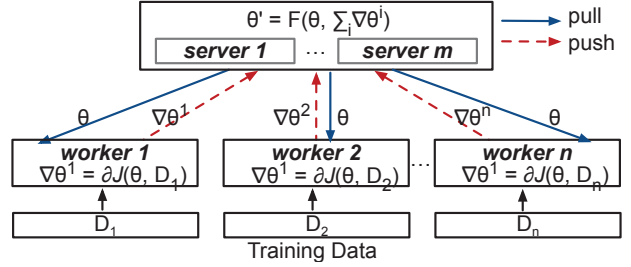 θ' = F(θ, ∑ᵢ∇θⁱ)
server 1 ... server m
pull
push
θ ∇θ¹ ∇θ² θ ∇θⁿ θ
worker 1 worker 2 ... worker n
∇θ¹ = ∂J(θ, D₁) ∇θ¹ = ∂J(θ, D₂) ∇θ¹ = ∂J(θ, Dₙ)
D₁ D₂ Dₙ
Training Data